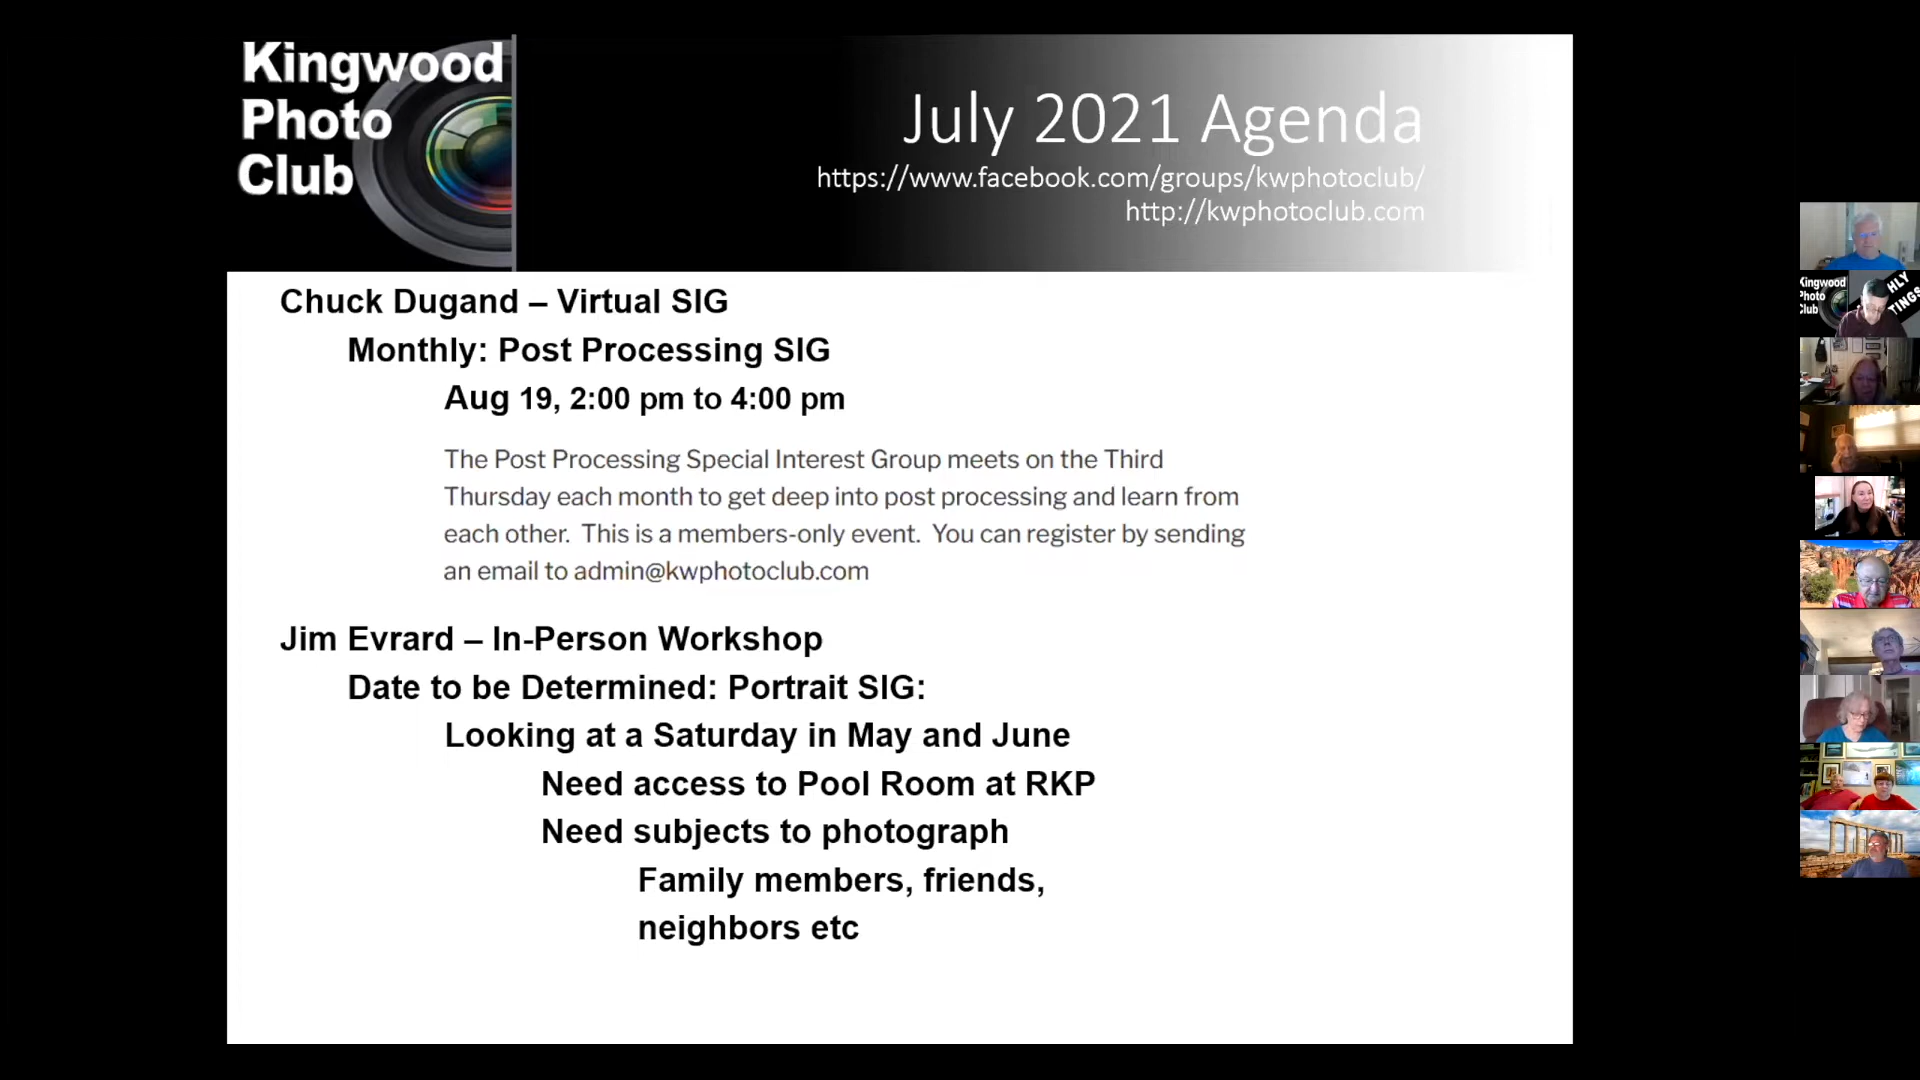 Kingwood
Photo
Club
July 2021 Agenda
https://www.facebook.com/groups/kwphotoclub/
http://kwphotoclub.com
Chuck Dugand – Virtual SIG
Monthly: Post Processing SIG
Aug 19, 2:00 pm to 4:00 pm
The Post Processing Special Interest Group meets on the Third
Thursday each month to get deep into post processing and learn from
each other.  This is a members-only event.  You can register by sending
an email to admin@kwphotoclub.com
Jim Evrard – In-Person Workshop
Date to be Determined: Portrait SIG:
Looking at a Saturday in May and June
Need access to Pool Room at RKP
Need subjects to photograph
Family members, friends,
neighbors etc
Kingwood
Photo
Club
HLY
TINGS